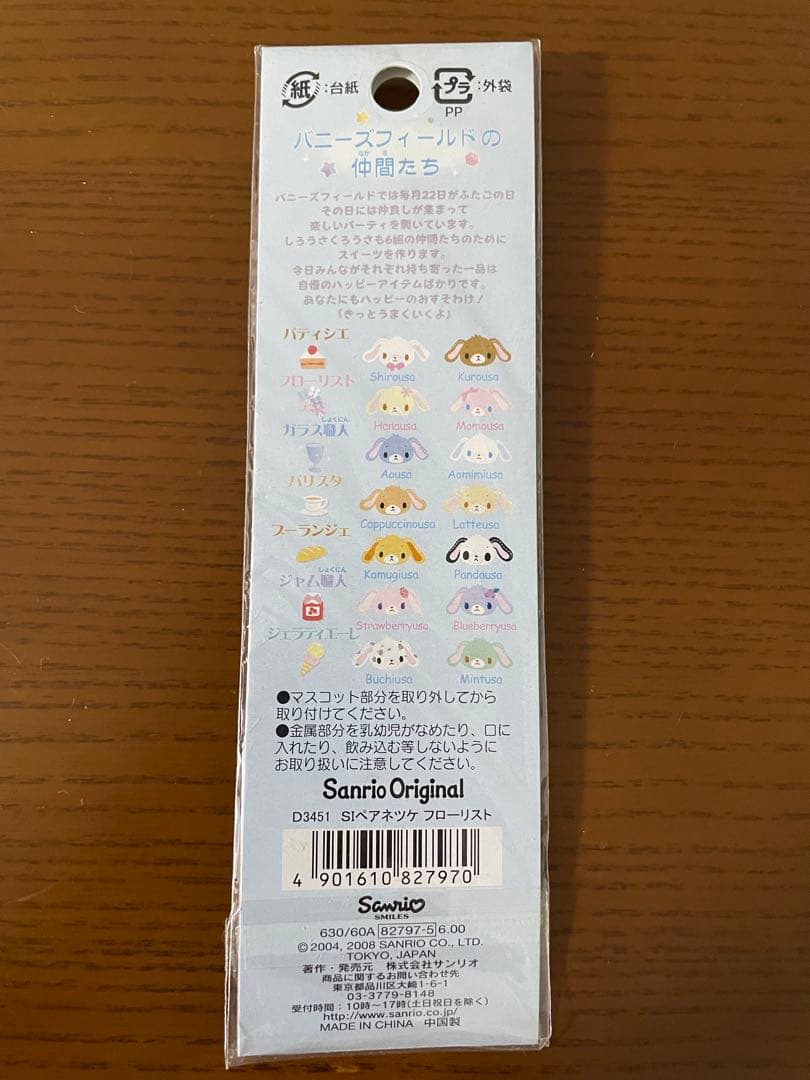 紙:台紙
プラ:外袋
PP
バニーズフィールドの
なか ま
仲間たち
バニーズフィールドでは毎月22日がふたごの日
その日には仲良しが集まって
楽しいパーティを開いています。
しろうさくろうさも6組の仲間たちのために
スイーツを作ります。
今日みんながそれぞれ持ち寄った一品は
自慢のハッピーアイテムばかりです。
あなたにもハッピーのおすそわけ!
『きっとうまくいくよ』
パティシエ
Shirousa
Kurousa
フローリスト
Hanausa
Momousa
しょくにん
ガラス職人
Aousa
Aomimiusa
バリスタ
Cappuccinousa
Latteusa
ブーランジェ
Komugiusa
Pandausa
しょくにん
ジャム職人
Strawberryusa
Blueberryusa
ジェラティエーレ
Buchiusa
Mintusa
●マスコット部分を取り外してから
取り付けてください。
●金属部分を乳幼児がなめたり、口に
入れたり、飲み込む等しないように
お取り扱いに注意してください。
Sanrio Original
D3451 SIペアネツケ フローリスト
4 901610 827970
Sanrio
SMILES
630/60A 82797-5 6.00
©2004, 2008 SANRIO CO., LTD.
TOKYO, JAPAN
著作・発売元 株式会社サンリオ
商品に関するお問い合わせ先
東京都品川区大崎1-6-1
03-3779-8148
受付時間:10時~17時(土日祝日を除く)
http://www.sanrio.co.jp/
MADE IN CHINA 中国製